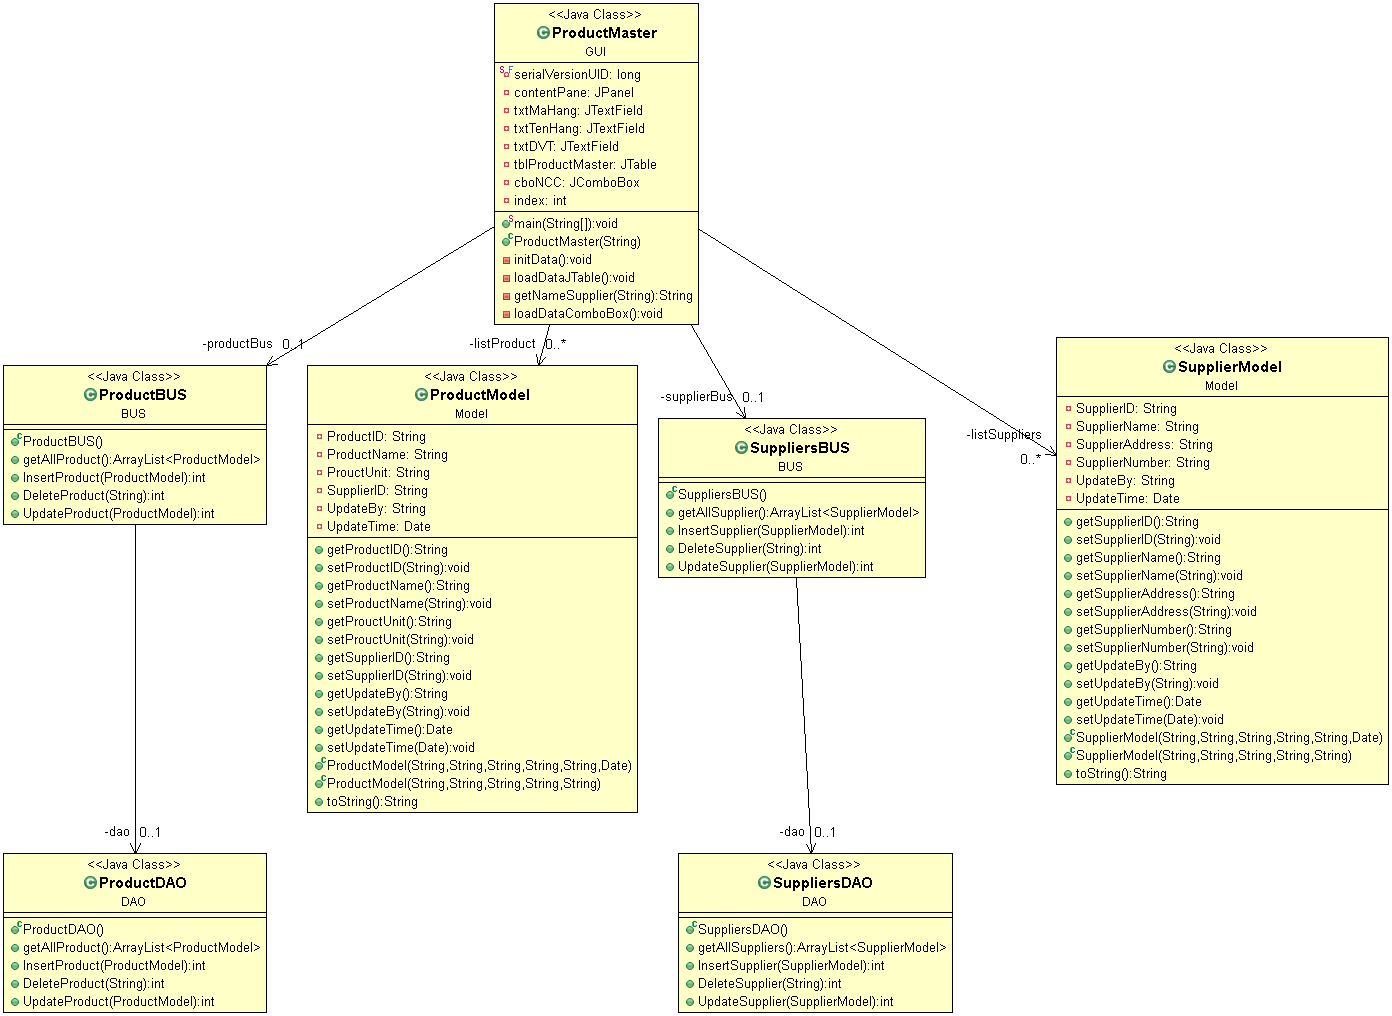 <<Java Class>>
ProductMaster
GUI
serialVersionUID: long
contentPane: JPanel
txtMaHang: JTextField
txtTenHang: JTextField
txtDVT: JTextField
tblProductMaster: JTable
cboNCC: JComboBox
index: int
main(String[]):void
ProductMaster(String)
initData():void
loadDataJTable():void
getNameSupplier(String):String
loadDataComboBox():void
-productBus 0..1
-listProduct 0..*
-supplierBus 0..1
-listSuppliers
0..*
<<Java Class>>
ProductBUS
BUS
ProductBUS()
getAllProduct():ArrayList<ProductModel>
InsertProduct(ProductModel):int
DeleteProduct(String):int
UpdateProduct(ProductModel):int
<<Java Class>>
ProductModel
Model
ProductID: String
ProductName: String
ProuctUnit: String
SupplierID: String
UpdateBy: String
UpdateTime: Date
getProductID():String
setProductID(String):void
getProductName():String
setProductName(String):void
getProuctUnit():String
setProuctUnit(String):void
getSupplierID():String
setSupplierID(String):void
getUpdateBy():String
setUpdateBy(String):void
getUpdateTime():Date
setUpdateTime(Date):void
ProductModel(String,String,String,String,String,Date)
ProductModel(String,String,String,String,String)
toString():String
<<Java Class>>
SuppliersBUS
BUS
SuppliersBUS()
getAllSupplier():ArrayList<SupplierModel>
InsertSupplier(SupplierModel):int
DeleteSupplier(String):int
UpdateSupplier(SupplierModel):int
<<Java Class>>
SupplierModel
Model
SupplierID: String
SupplierName: String
SupplierAddress: String
SupplierNumber: String
UpdateBy: String
UpdateTime: Date
getSupplierID():String
setSupplierID(String):void
getSupplierName():String
setSupplierName(String):void
getSupplierAddress():String
setSupplierAddress(String):void
getSupplierNumber():String
setSupplierNumber(String):void
getUpdateBy():String
setUpdateBy(String):void
getUpdateTime():Date
setUpdateTime(Date):void
SupplierModel(String,String,String,String,String,Date)
SupplierModel(String,String,String,String,String)
toString():String
-dao 0..1
-dao 0..1
<<Java Class>>
ProductDAO
DAO
ProductDAO()
getAllProduct():ArrayList<ProductModel>
InsertProduct(ProductModel):int
DeleteProduct(String):int
UpdateProduct(ProductModel):int
<<Java Class>>
SuppliersDAO
DAO
SuppliersDAO()
getAllSuppliers():ArrayList<SupplierModel>
InsertSupplier(SupplierModel):int
DeleteSupplier(String):int
UpdateSupplier(SupplierModel):int